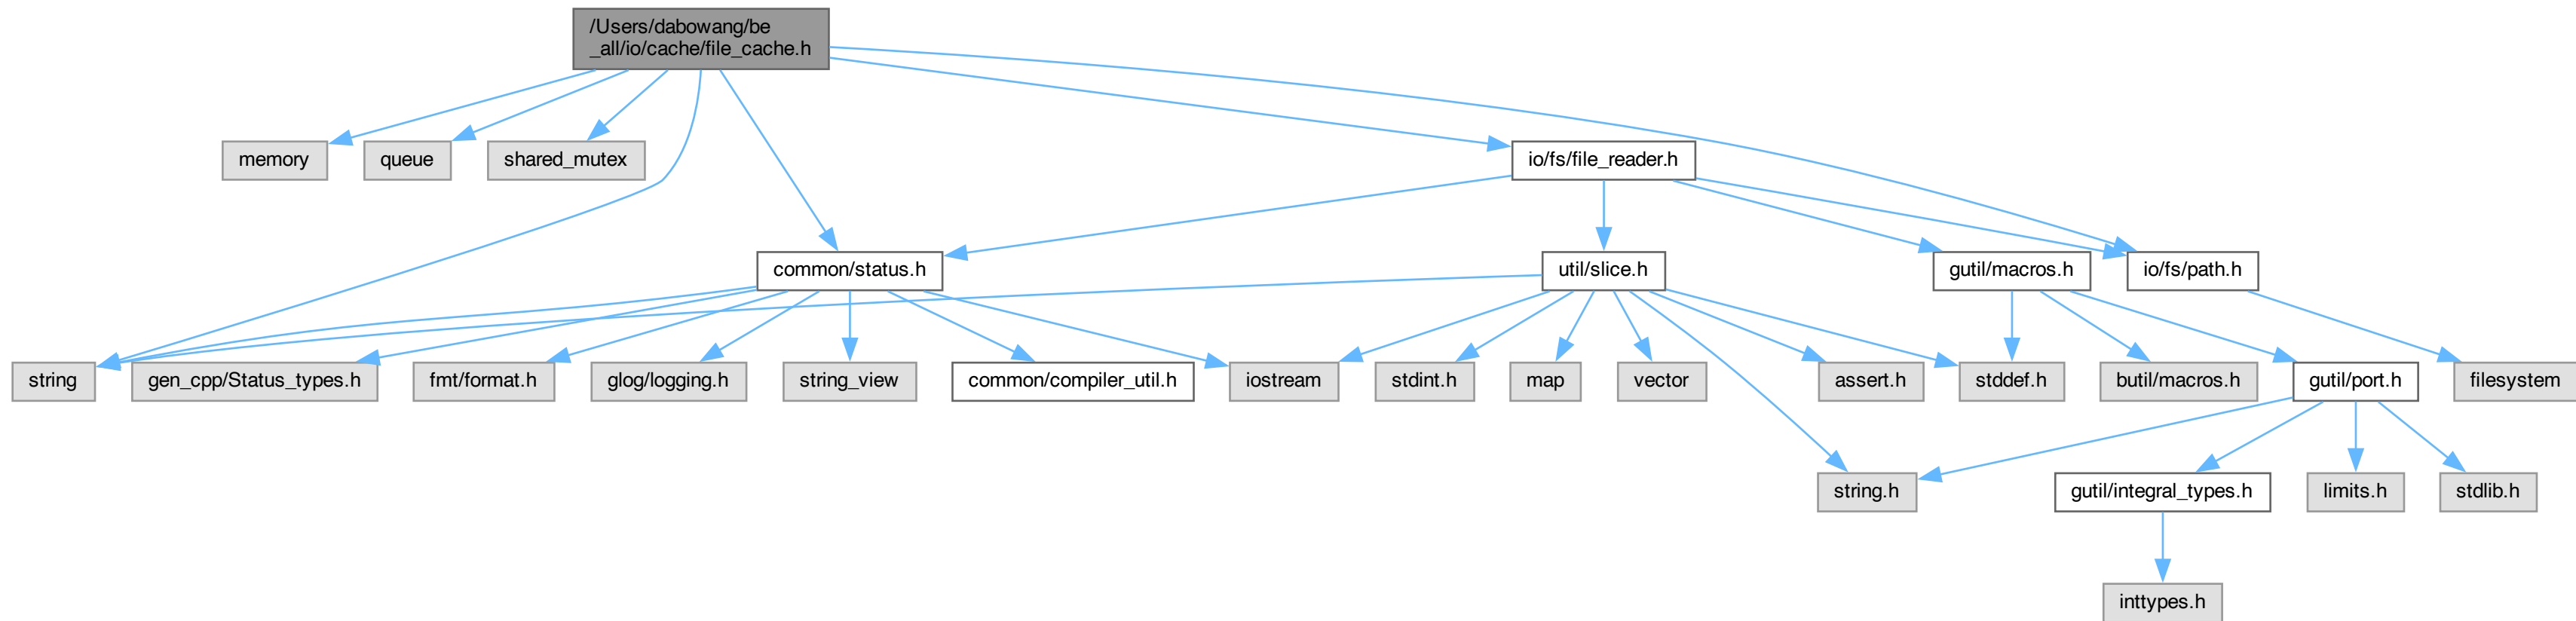 /Users/dabowang/be
_all/io/cache/file_cache.h
memory
queue
shared_mutex
io/fs/file_reader.h
common/status.h
util/slice.h
gutil/macros.h
io/fs/path.h
string
gen_cpp/Status_types.h
fmt/format.h
glog/logging.h
string_view
common/compiler_util.h
iostream
stdint.h
map
vector
assert.h
stddef.h
butil/macros.h
gutil/port.h
filesystem
string.h
gutil/integral_types.h
limits.h
stdlib.h
inttypes.h